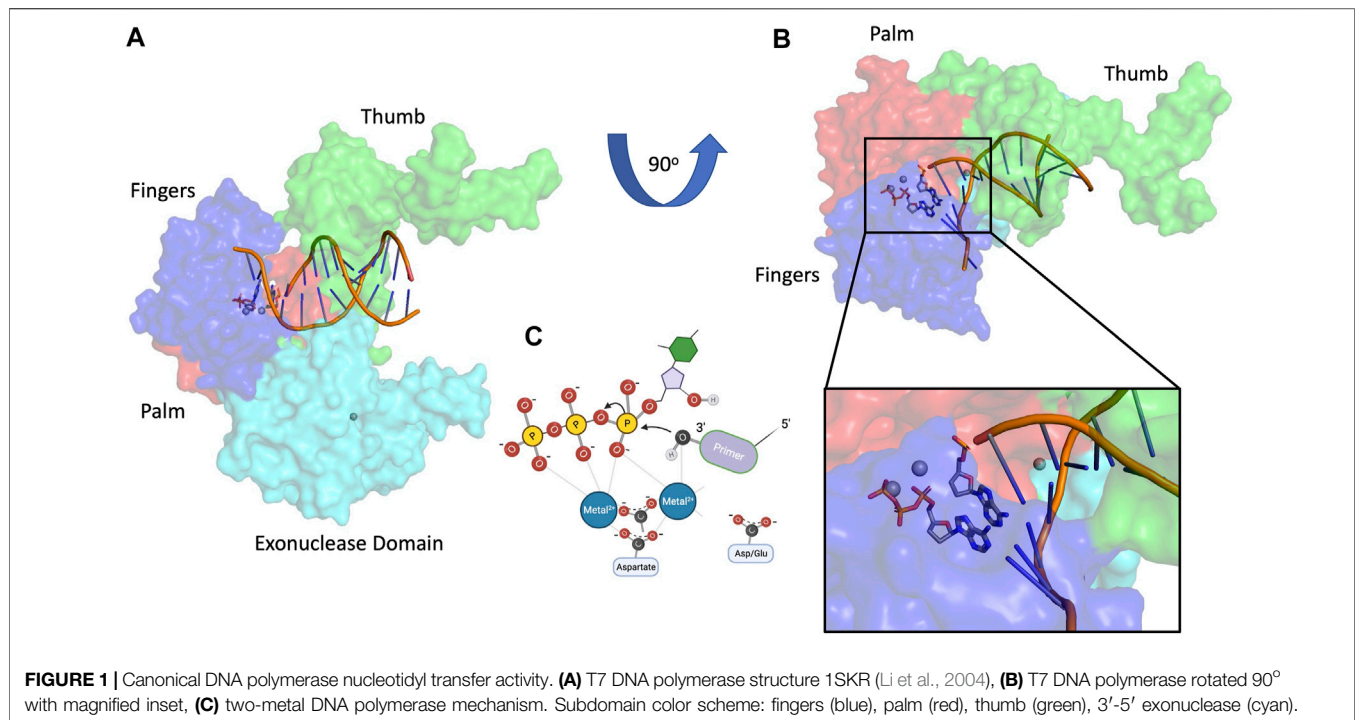 A
Thumb
Fingers
Palm
Exonuclease Domain
90º
B
Palm
Thumb
Fingers
C
O - O - O -
P O P O P O O H
O - O - O -
O H 3' Primer 5'
Metal²⁺ Metal²⁺
- O C O -
- O C O -
Aspartate
- O C O -
Asp/Glu
FIGURE 1 | Canonical DNA polymerase nucleotidyl transfer activity. (A) T7 DNA polymerase structure 1SKR (Li et al., 2004), (B) T7 DNA polymerase rotated 90°
with magnified inset, (C) two-metal DNA polymerase mechanism. Subdomain color scheme: fingers (blue), palm (red), thumb (green), 3′-5′ exonuclease (cyan).